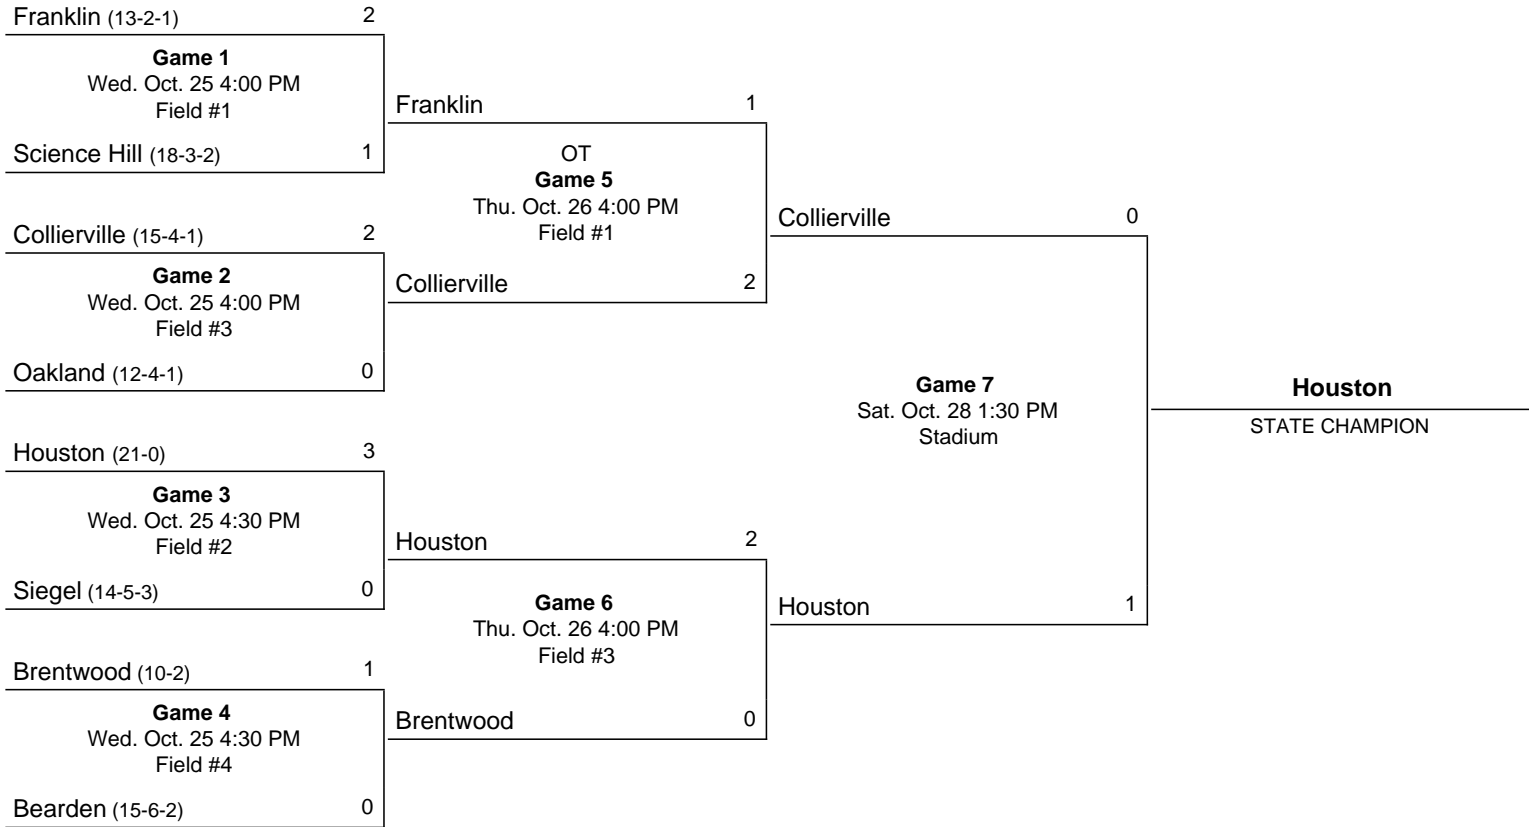 Franklin (13-2-1) 2
Game 1
Wed. Oct. 25 4:00 PM
Field #1
Science Hill (18-3-2) 1
Collierville (15-4-1) 2
Game 2
Wed. Oct. 25 4:00 PM
Field #3
Oakland (12-4-1) 0
Houston (21-0) 3
Game 3
Wed. Oct. 25 4:30 PM
Field #2
Siegel (14-5-3) 0
Brentwood (10-2) 1
Game 4
Wed. Oct. 25 4:30 PM
Field #4
Bearden (15-6-2) 0
Franklin 1
OT
Game 5
Thu. Oct. 26 4:00 PM
Field #1
Collierville 2
Houston 2
Game 6
Thu. Oct. 26 4:00 PM
Field #3
Brentwood 0
Collierville 0
Game 7
Sat. Oct. 28 1:30 PM
Stadium
Houston 1
Houston
STATE CHAMPION